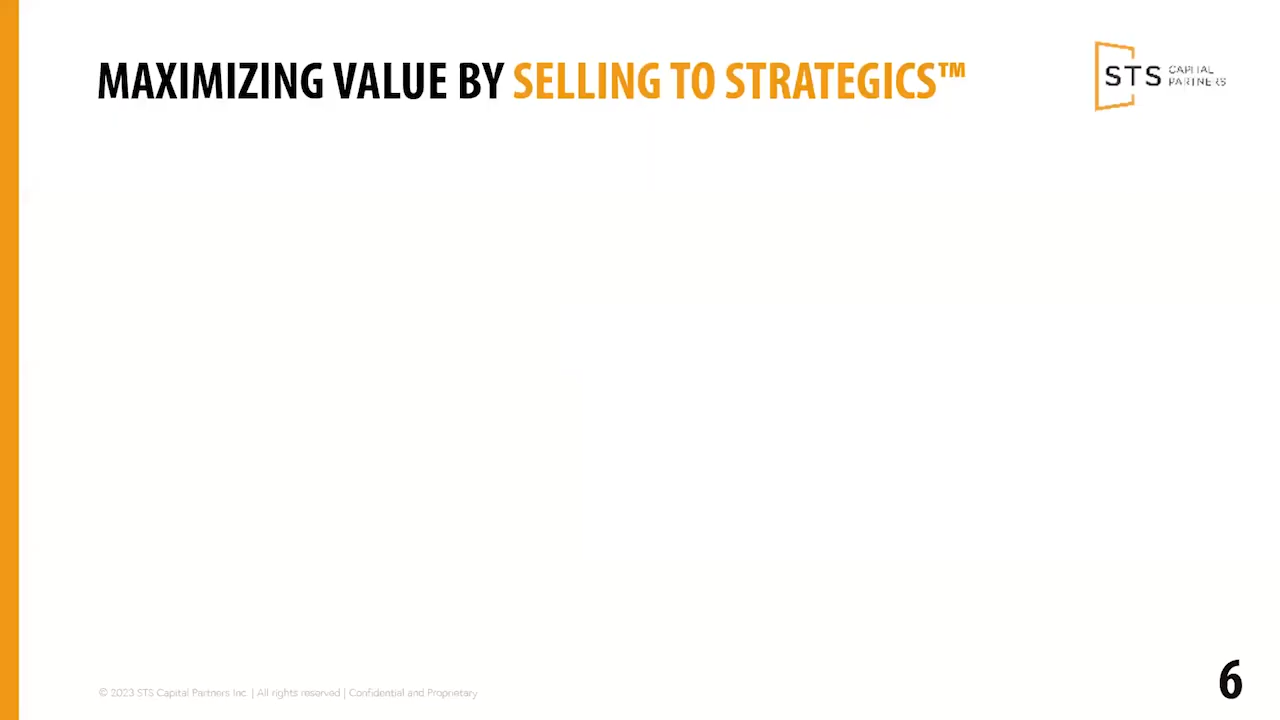 MAXIMIZING VALUE BY SELLING TO STRATEGICS™
STS CAPITAL
PARTNERS
© 2023 STS Capital Partners Inc. | All rights reserved | Confidential and Proprietary
6